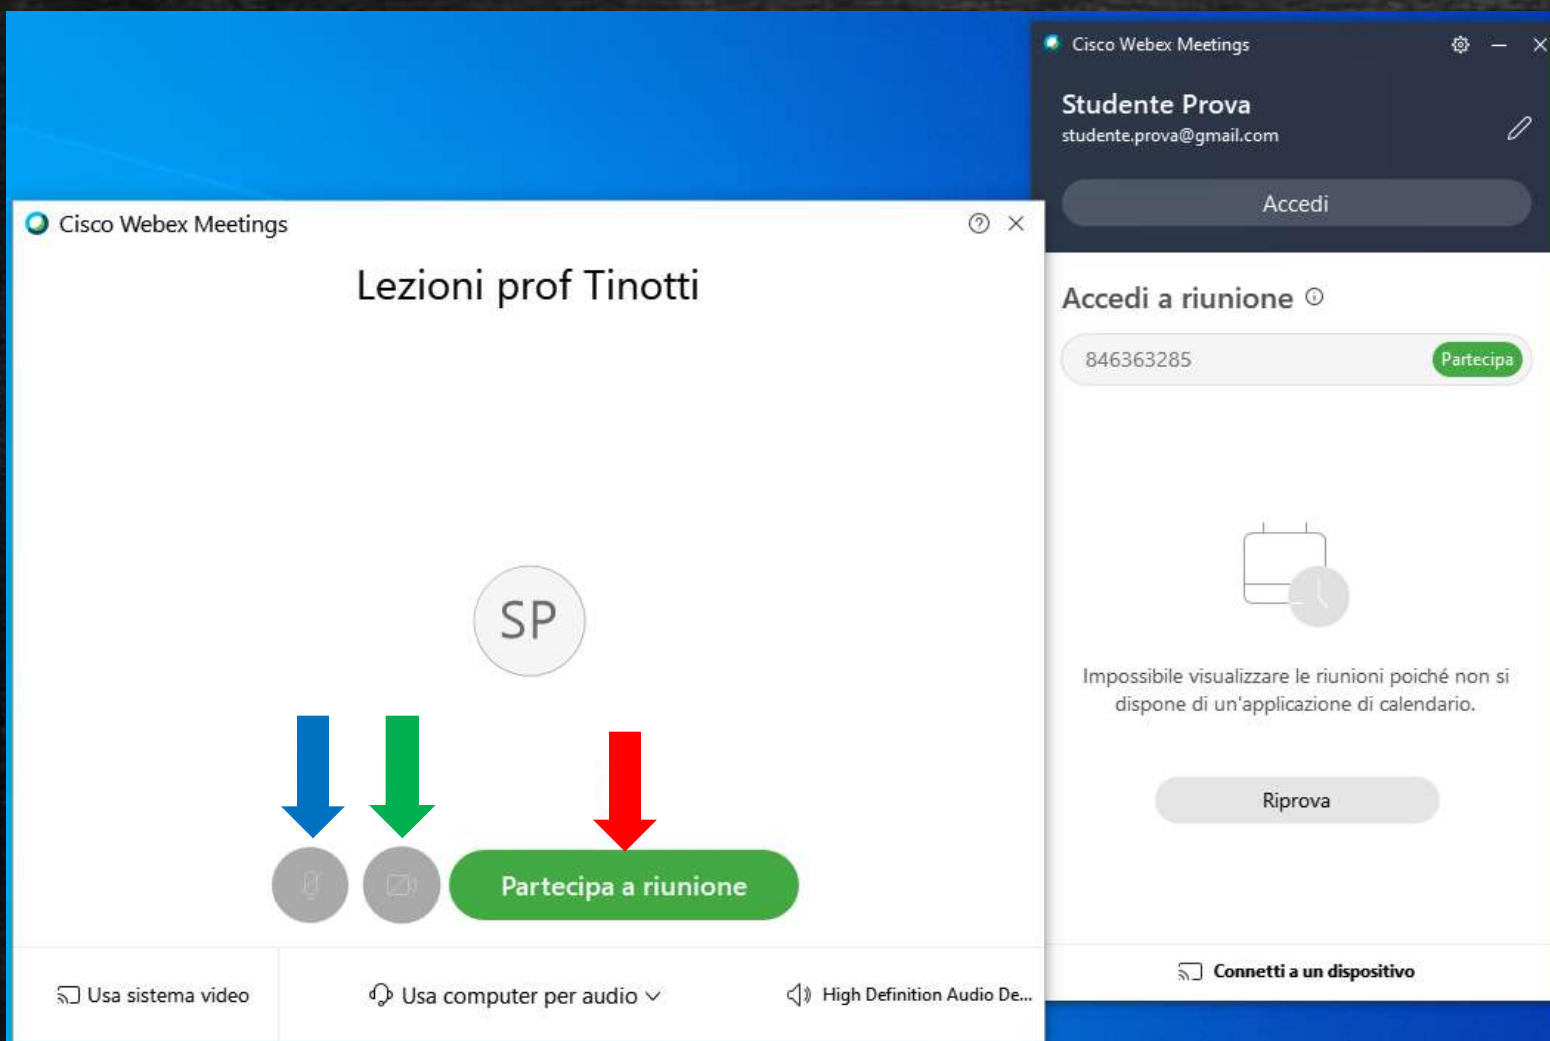 Cisco Webex Meetings
Studente Prova
studente.prova@gmail.com
Accedi
Accedi a riunione
846363285
Partecipa
Impossibile visualizzare le riunioni poiché non si
dispone di un'applicazione di calendario.
Riprova
Connetti a un dispositivo
Cisco Webex Meetings
Lezioni prof Tinotti
SP
Partecipa a riunione
Usa sistema video
Usa computer per audio
High Definition Audio De...